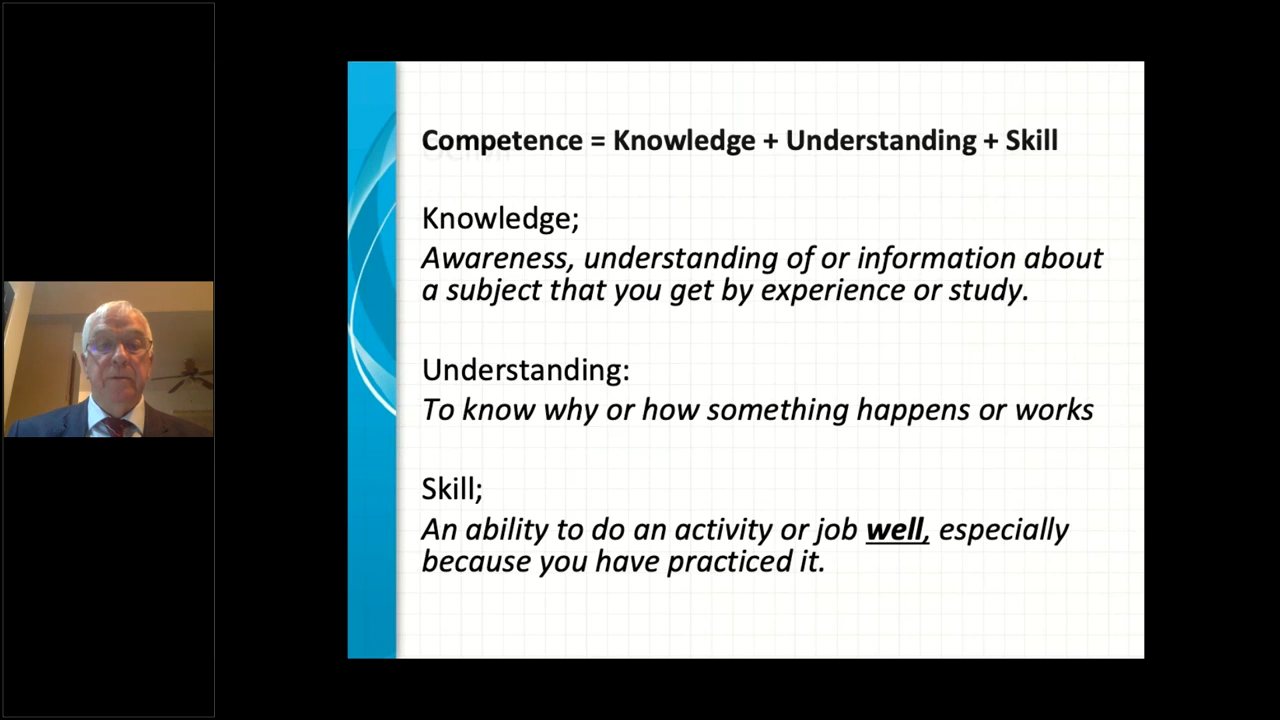 Competence = Knowledge + Understanding + Skill
Knowledge;
Awareness, understanding of or information about
a subject that you get by experience or study.
Understanding:
To know why or how something happens or works
Skill;
An ability to do an activity or job well, especially
because you have practiced it.